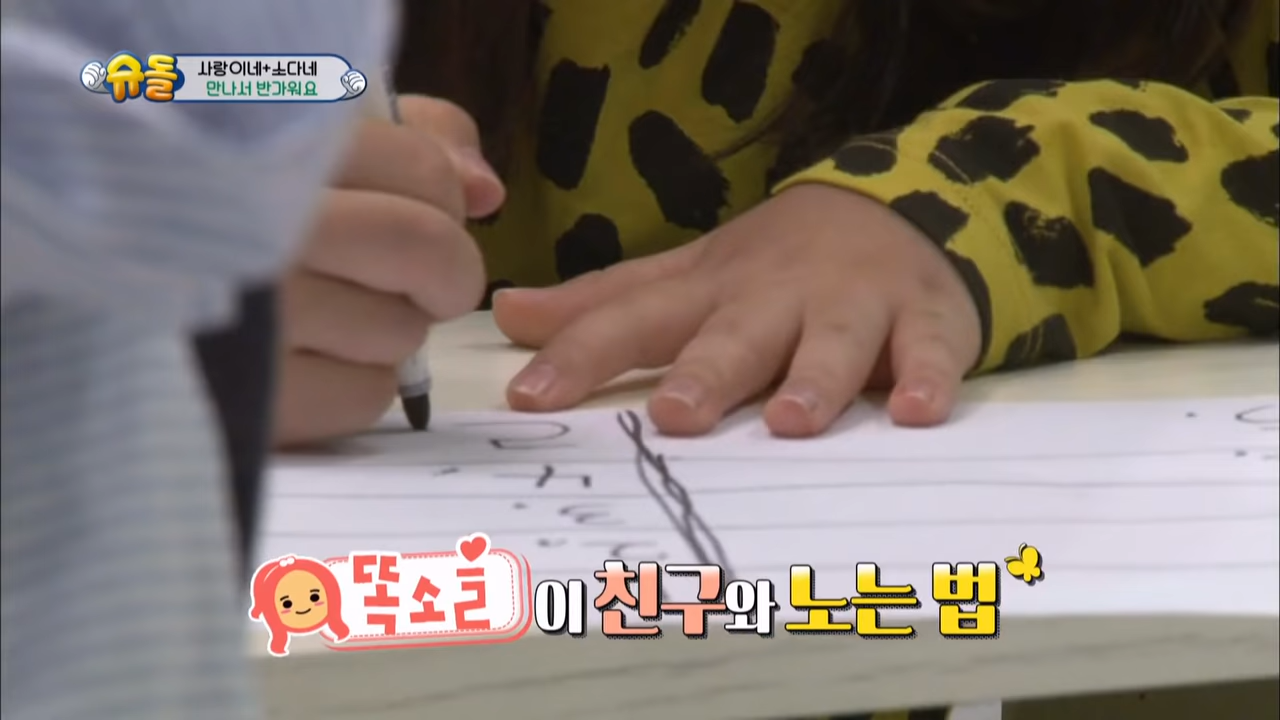 슈돌
사랑이네+소다네
만나서 반가워요
똑소리 친구와 노는 법